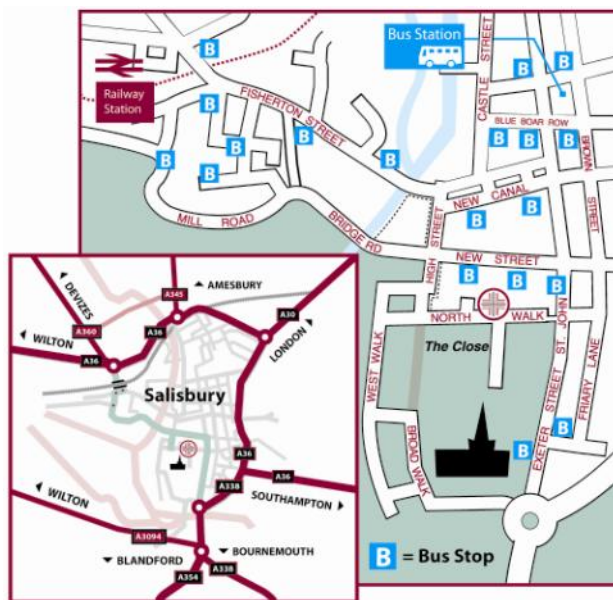 B
Bus Station
CASTLE STREET
B
B
Railway
Station
B
FISHERTON STREET
BLUE BOAR ROW
B
B
B
B
B
B
BROWN
STREET
B
B
B
NEW CANAL
B
B
MILL ROAD
BRIDGE RD
HIGH STREET
NEW STREET
B
B
B
ST. JOHN
NORTH WALK
The Close
WEST WALK
FRIARY LANE
EXETER STREET
BROAD WALK
B
B
B = Bus Stop
A345
AMESBURY
DEVIZES
A360
A36
A30
LONDON
WILTON
A36
Salisbury
A36
A338
A36
SOUTHAMPTON
WILTON
A3094
BOURNEMOUTH
BLANDFORD
A354
A338